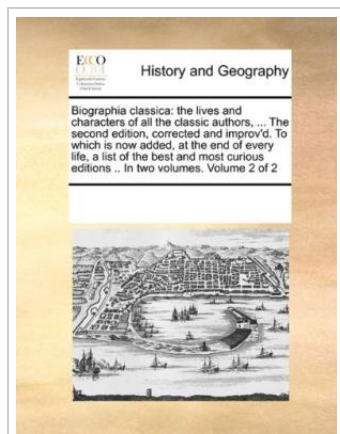 ECCO
History and Geography
Biographia classica: the lives and
characters of all the classic authors, ... The
second edition, corrected and improv'd. To
which is now added, at the end of every
life, a list of the best and most curious
editions .. In two volumes. Volume 2 of 2